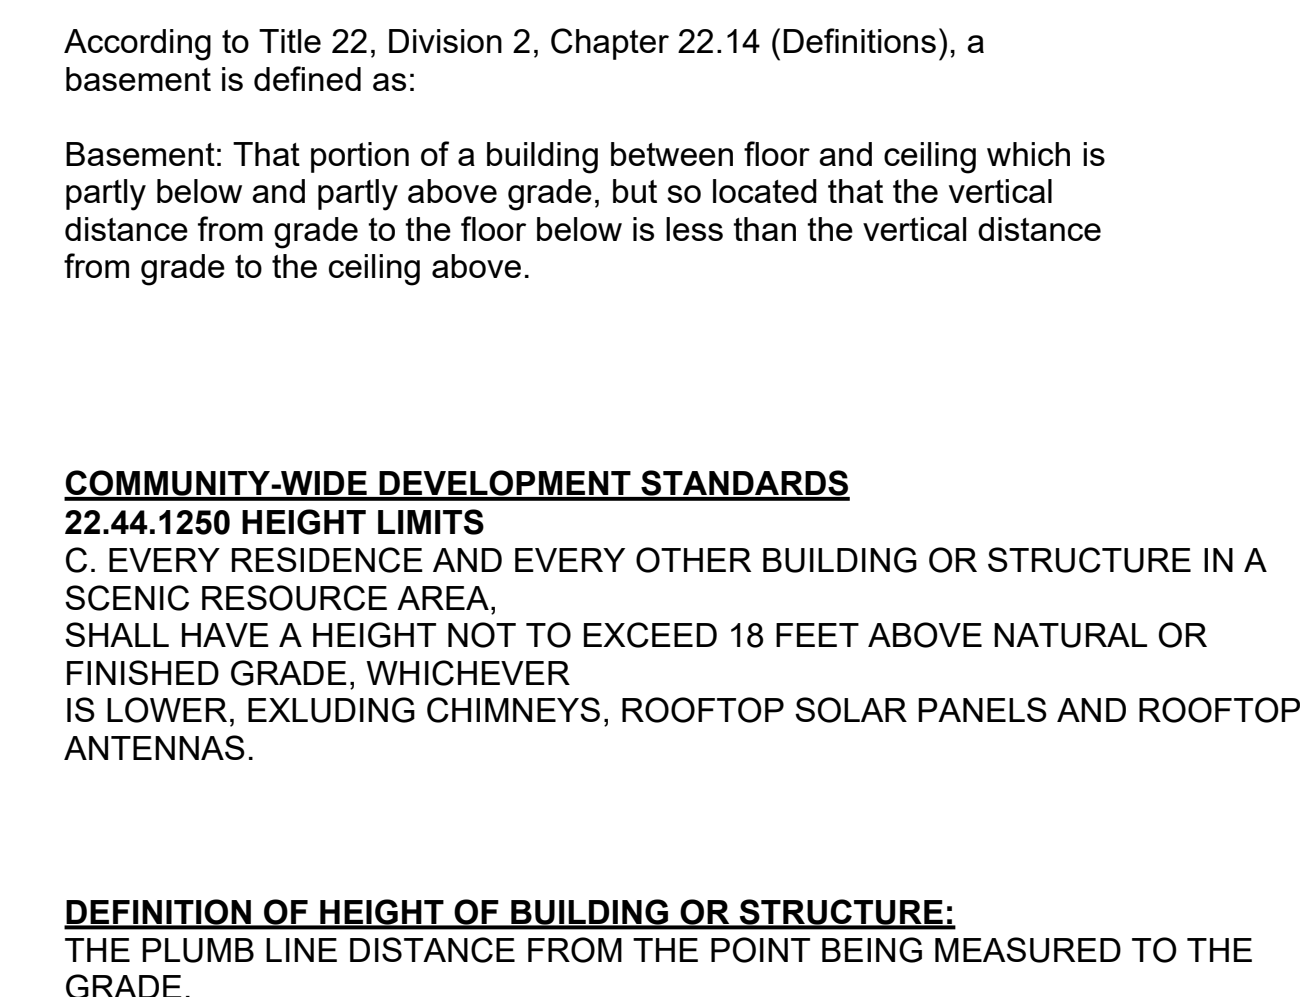 According to Title 22, Division 2, Chapter 22.14 (Definitions), a
basement is defined as:
Basement: That portion of a building between floor and ceiling which is
partly below and partly above grade, but so located that the vertical
distance from grade to the floor below is less than the vertical distance
from grade to the ceiling above.
COMMUNITY-WIDE DEVELOPMENT STANDARDS
22.44.1250 HEIGHT LIMITS
C. EVERY RESIDENCE AND EVERY OTHER BUILDING OR STRUCTURE IN A
SCENIC RESOURCE AREA,
SHALL HAVE A HEIGHT NOT TO EXCEED 18 FEET ABOVE NATURAL OR
FINISHED GRADE, WHICHEVER
IS LOWER, EXLUDING CHIMNEYS, ROOFTOP SOLAR PANELS AND ROOFTOP
ANTENNAS.
DEFINITION OF HEIGHT OF BUILDING OR STRUCTURE:
THE PLUMB LINE DISTANCE FROM THE POINT BEING MEASURED TO THE
GRADE.